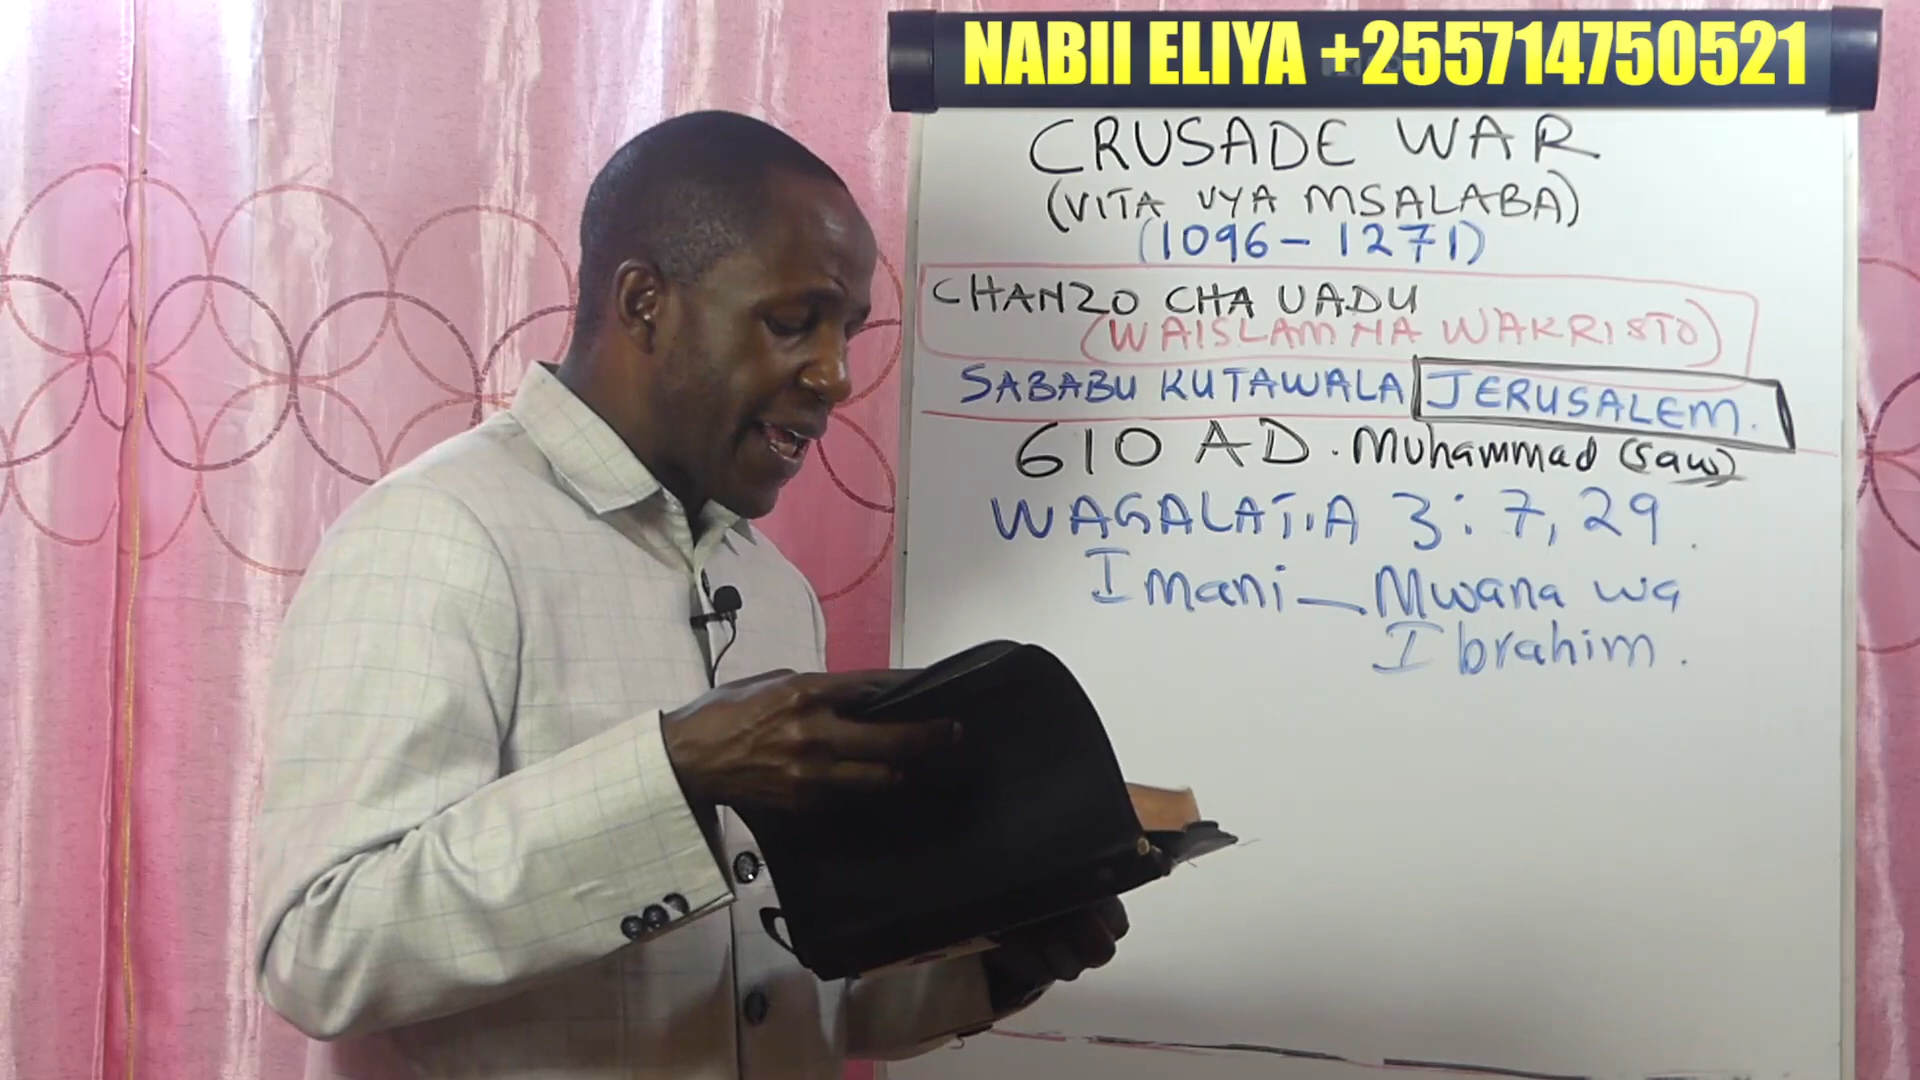 NABII ELIYA +255714750521
CRUSADE WAR
(VITA VYA MSALABA)
(1096-1271)
CHANZO CHA UADU
(WAISLAM NA WAKRISTO)
SABABU KUTAWALA JERUSALEM.
610 AD. Muhammad (saw)
WAGALATIA 3:7,29.
Imani - Mwana wa
Ibrahim.